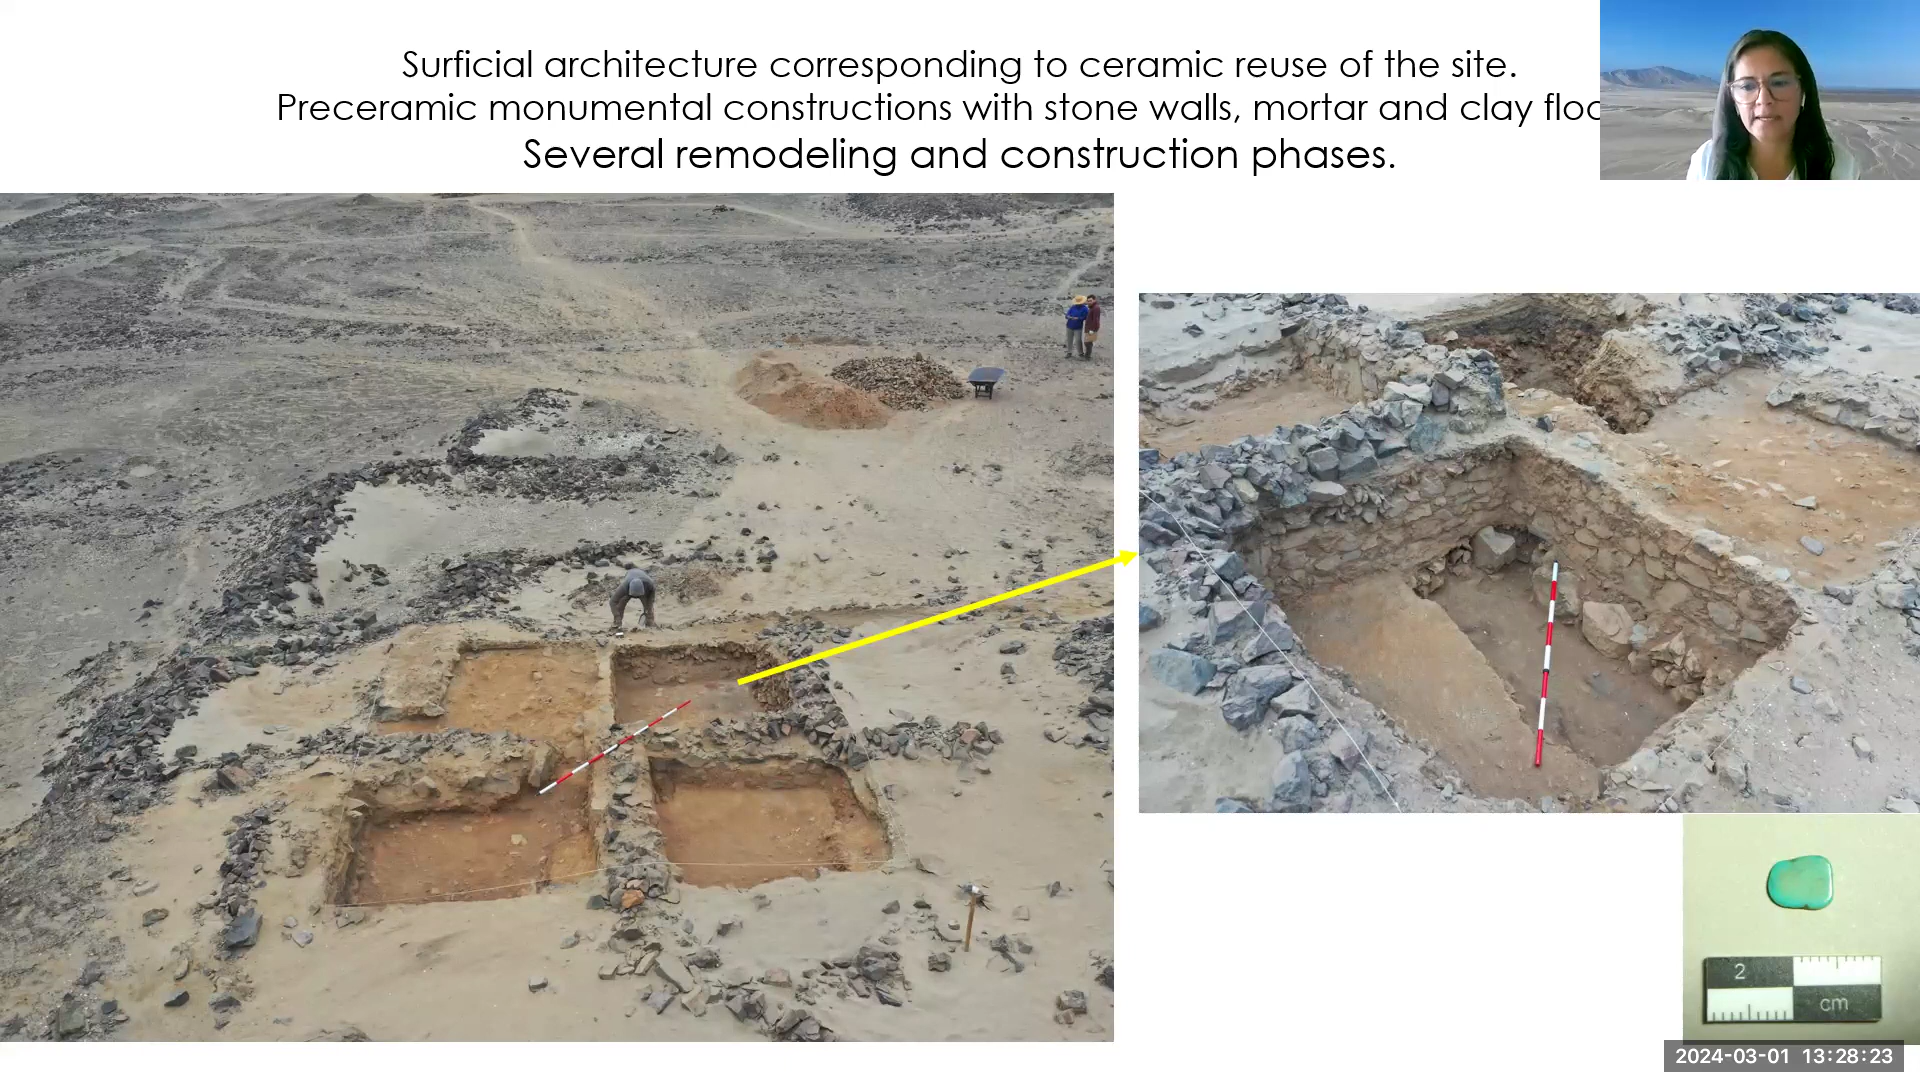 Surficial architecture corresponding to ceramic reuse of the site.
Preceramic monumental constructions with stone walls, mortar and clay
Several remodeling and construction phases.
2
cm
2024-03-01 13:28:23